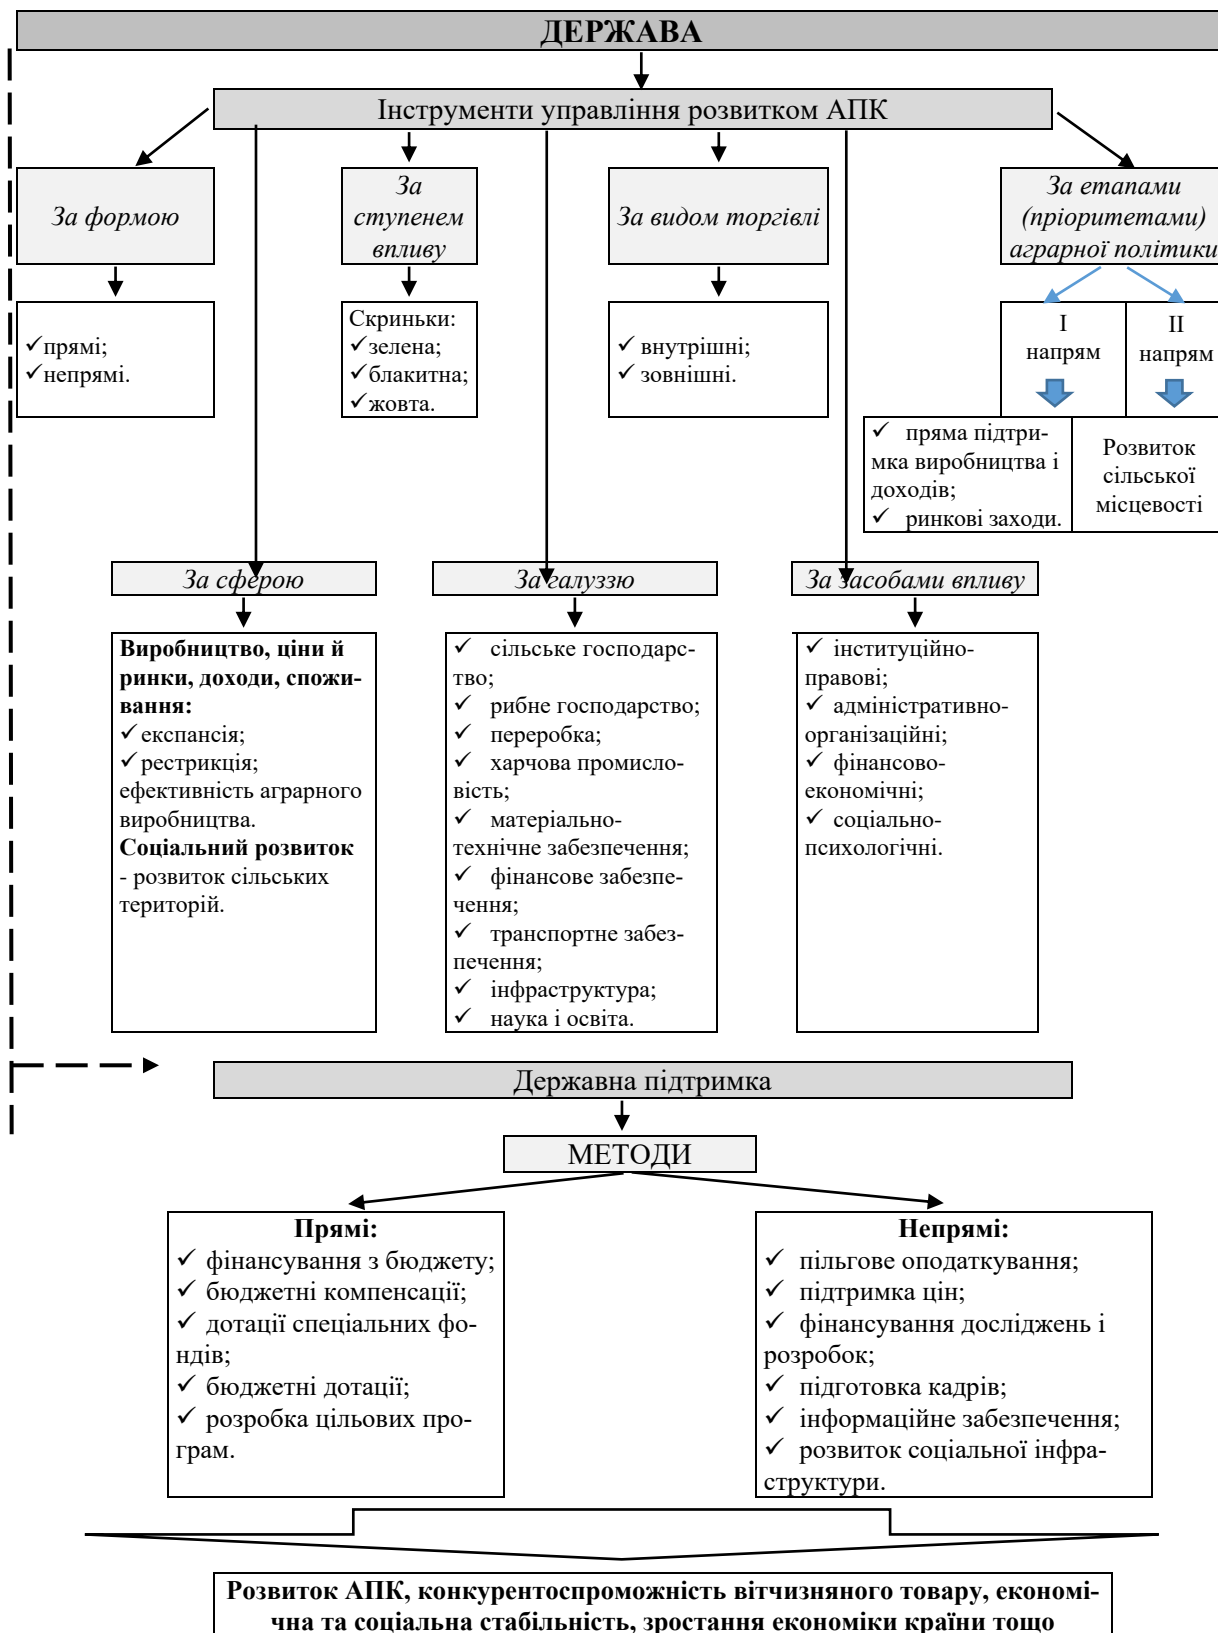 ДЕРЖАВА
Інструменти управління розвитком АПК
За формою
За
ступенем
впливу
За видом торгівлі
За етапами
(пріоритетами)
аграрної політики
✓прямі;
✓непрямі.
Скриньки:
✓зелена;
✓блакитна;
✓жовта.
✓ внутрішні;
✓ зовнішні.
І
напрям
ІІ
напрям
✓ пряма підтри-
мка виробництва і
доходів;
✓ ринкові заходи.
Розвиток
сільської
місцевості
За сферою
За галуззю
За засобами впливу
Виробництво, ціни й
ринки, доходи, спожи-
вання:
✓експансія;
✓рестрикція;
ефективність аграрного
виробництва.
Соціальний розвиток
- розвиток сільських
територій.
✓ сільське господарс-
тво;
✓ рибне господарство;
✓ переробка;
✓ харчова промисло-
вість;
✓ матеріально-
технічне забезпечення;
✓ фінансове забезпе-
чення;
✓ транспортне забез-
печення;
✓ інфраструктура;
✓ наука і освіта.
✓ інституційно-
правові;
✓ адміністративно-
організаційні;
✓ фінансово-
економічні;
✓ соціально-
психологічні.
Державна підтримка
МЕТОДИ
Прямі:
✓ фінансування з бюджету;
✓ бюджетні компенсації;
✓ дотації спеціальних фо-
ндів;
✓ бюджетні дотації;
✓ розробка цільових про-
грам.
Непрямі:
✓ пільгове оподаткування;
✓ підтримка цін;
✓ фінансування досліджень і
розробок;
✓ підготовка кадрів;
✓ інформаційне забезпечення;
✓ розвиток соціальної інфра-
структури.
Розвиток АПК, конкурентоспроможність вітчизняного товару, економі-
чна та соціальна стабільність, зростання економіки країни тощо